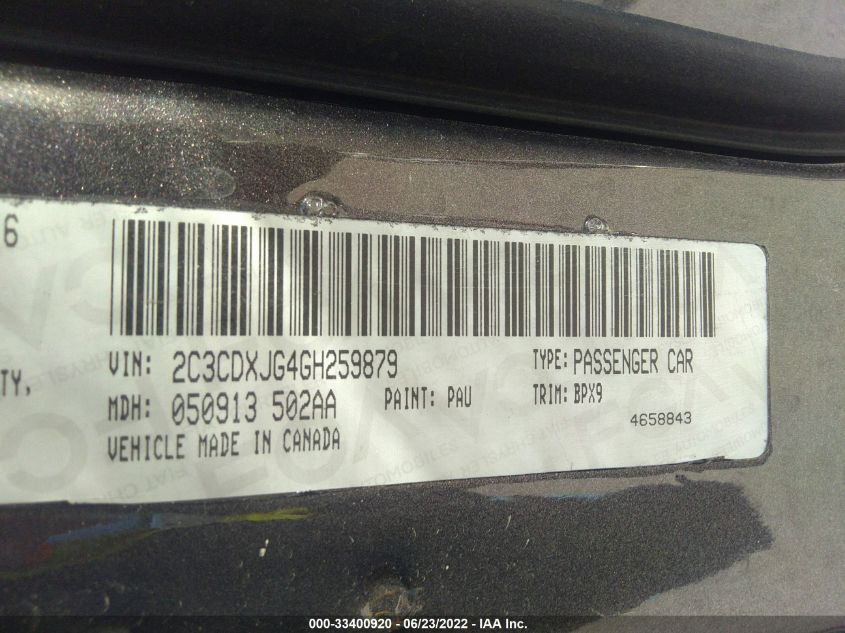 6
TY,
VIN: 2C3CDXJG4GH259879 TYPE: PASSENGER CAR
MDH: 050913 502AA PAINT: PAU TRIM: BPX9
VEHICLE MADE IN CANADA 4658843
000-33400920 - 06/23/2022 - IAA Inc.